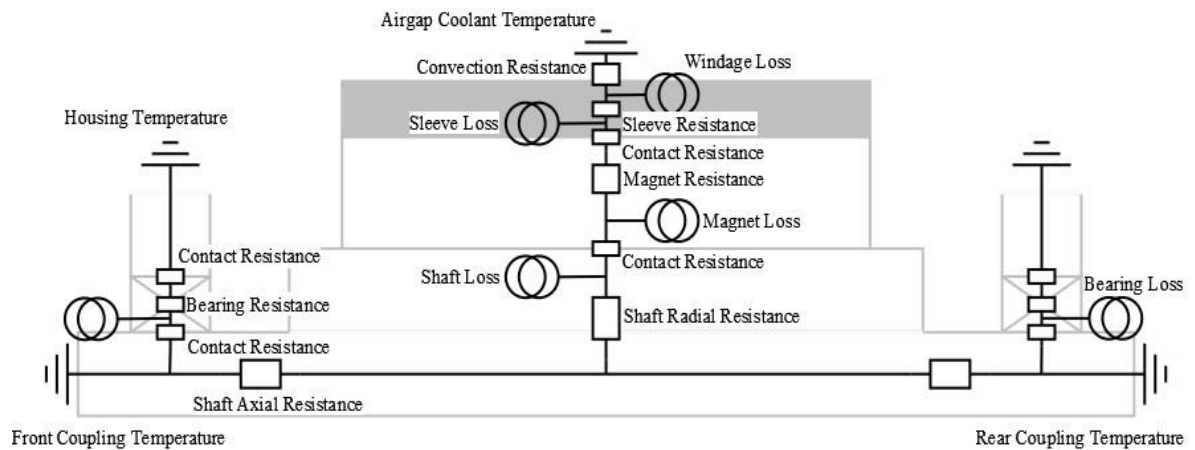 Airgap Coolant Temperature
Convection Resistance
Windage Loss
Housing Temperature
Sleeve Loss
Sleeve Resistance
Contact Resistance
Magnet Resistance
Magnet Loss
Contact Resistance
Contact Resistance
Shaft Loss
Bearing Loss
Bearing Resistance
Shaft Radial Resistance
Contact Resistance
Shaft Axial Resistance
Front Coupling Temperature
Rear Coupling Temperature